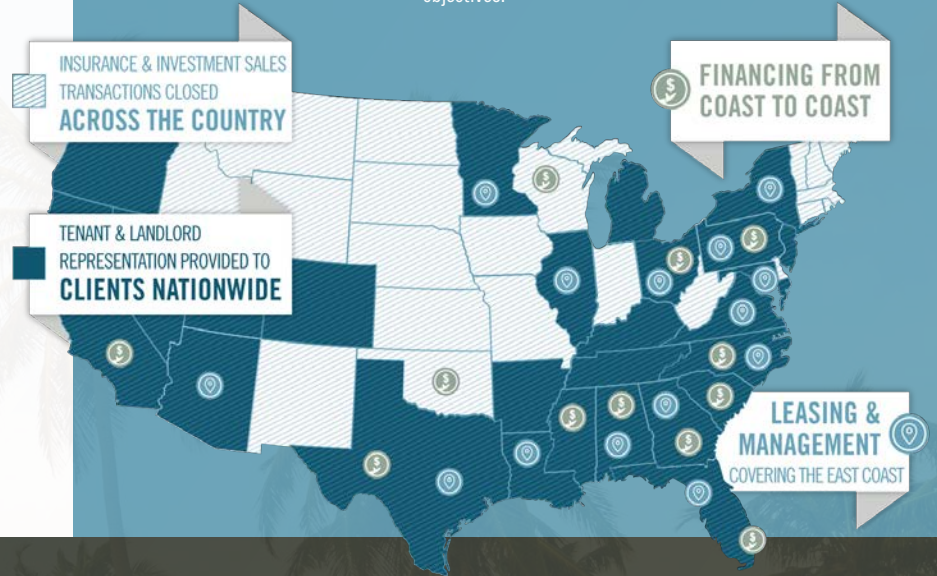 objectives.
INSURANCE & INVESTMENT SALES
TRANSACTIONS CLOSED
ACROSS THE COUNTRY
FINANCING FROM
COAST TO COAST
TENANT & LANDLORD
REPRESENTATION PROVIDED TO
CLIENTS NATIONWIDE
LEASING &
MANAGEMENT
COVERING THE EAST COAST